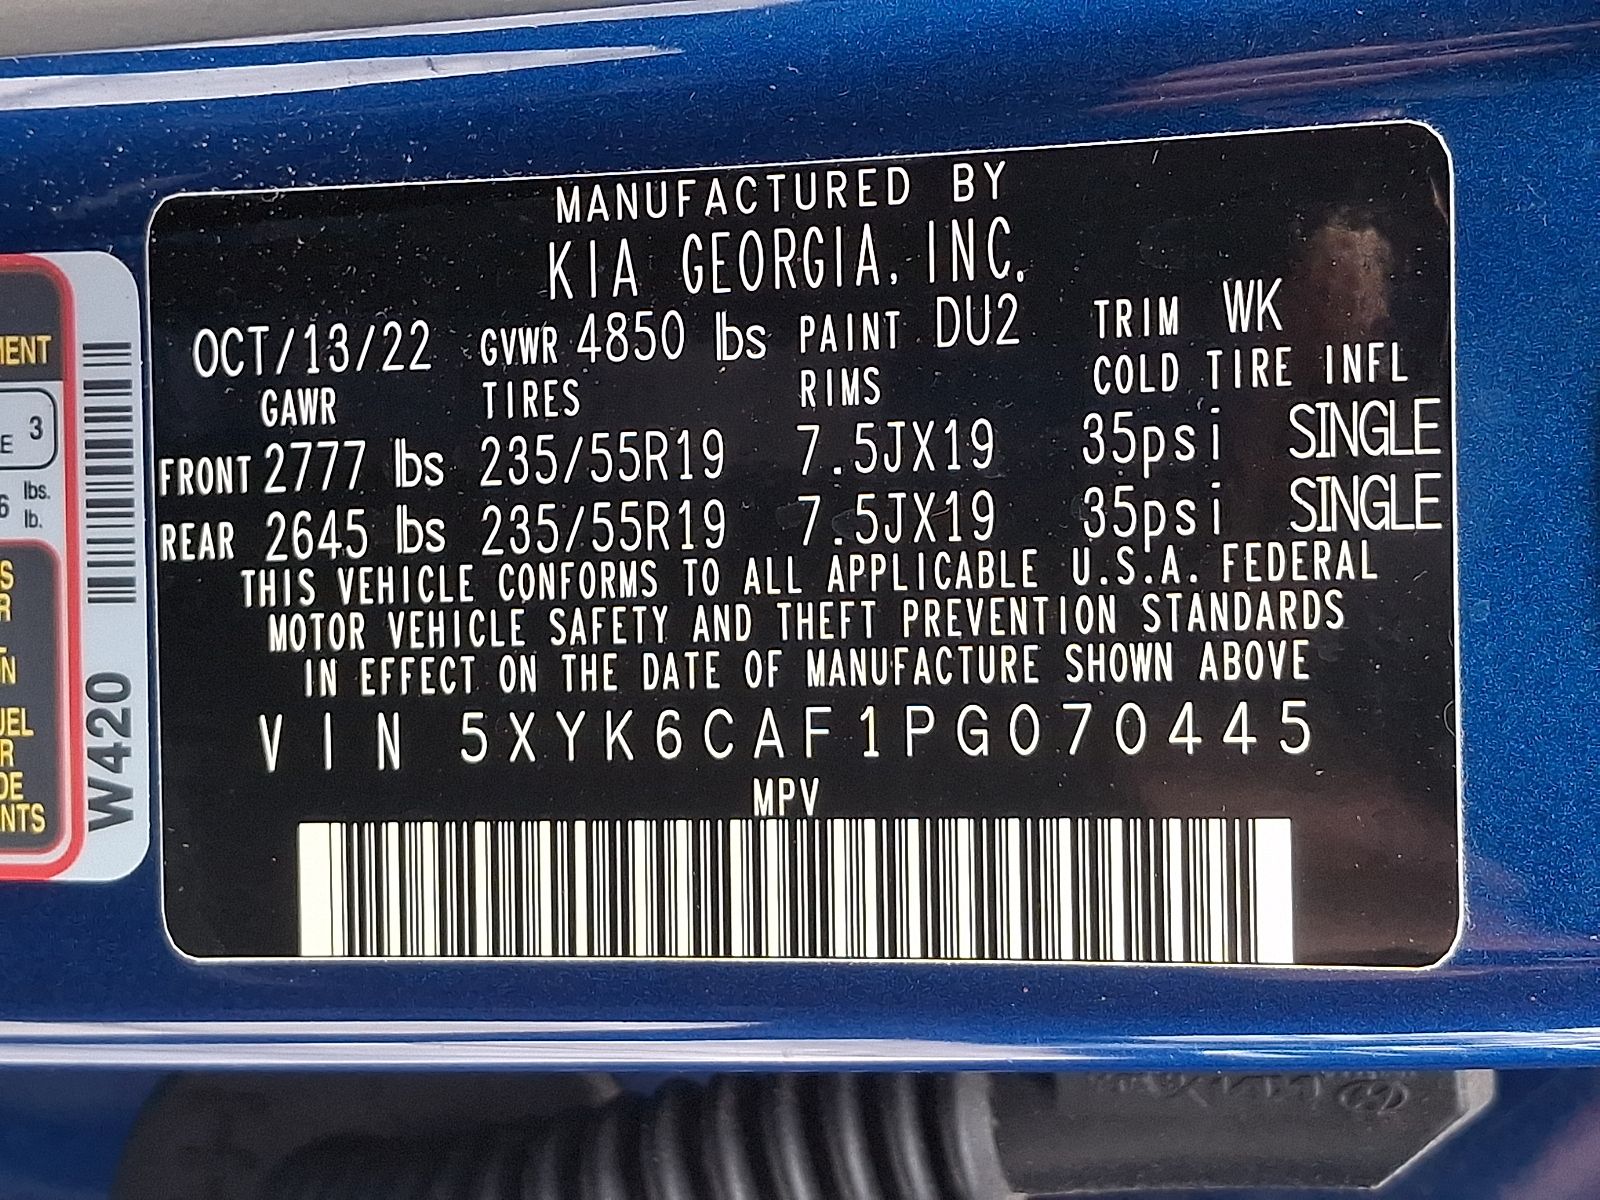 MANUFACTURED BY
KIA GEORGIA, INC.
OCT/13/22 GVWR 4850 lbs PAINT DU2 TRIM WK
GAWR TIRES RIMS COLD TIRE INFL
FRONT 2777 lbs 235/55R19 7.5JX19 35psi SINGLE
REAR 2645 lbs 235/55R19 7.5JX19 35psi SINGLE
THIS VEHICLE CONFORMS TO ALL APPLICABLE U.S.A. FEDERAL
MOTOR VEHICLE SAFETY AND THEFT PREVENTION STANDARDS
IN EFFECT ON THE DATE OF MANUFACTURE SHOWN ABOVE
VIN 5XYK6CAF1PG070445
MPV
3
lbs.
lb.
W420